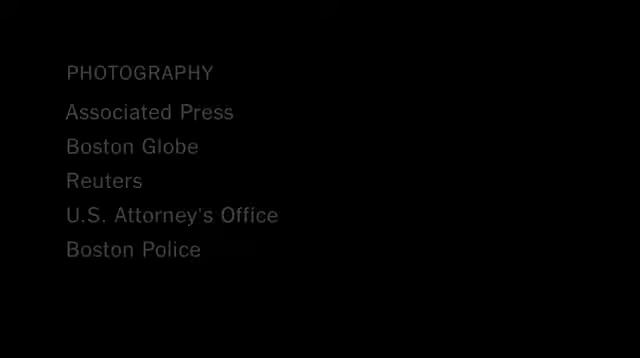 PHOTOGRAPHY
Associated Press
Boston Globe
Reuters
U.S. Attorney's Office
Boston Police